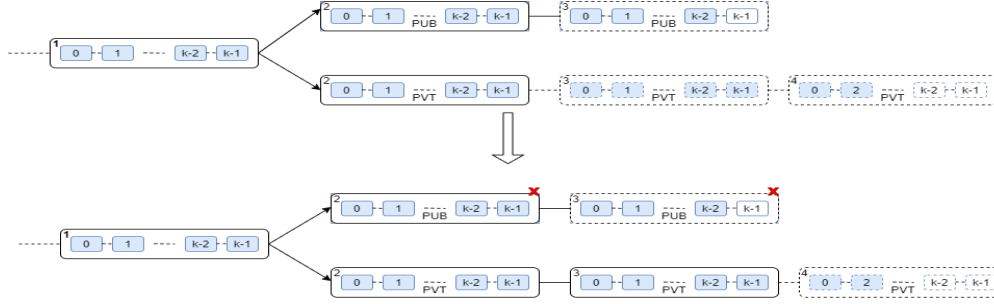 2 0 1 ---- k-2 k-1 PUB 3 0 1 ---- k-2 k-1 PUB
1 0 1 ---- k-2 k-1
2 0 1 ---- k-2 k-1 PVT 3 0 1 ---- k-2 k-1 PVT 4 0 2 ---- k-2 k-1 PVT
2 0 1 ---- k-2 k-1 PUB 3 0 1 ---- k-2 k-1 PUB
1 0 1 ---- k-2 k-1
2 0 1 ---- k-2 k-1 PVT 3 0 1 ---- k-2 k-1 PVT 4 0 2 ---- k-2 k-1 PVT